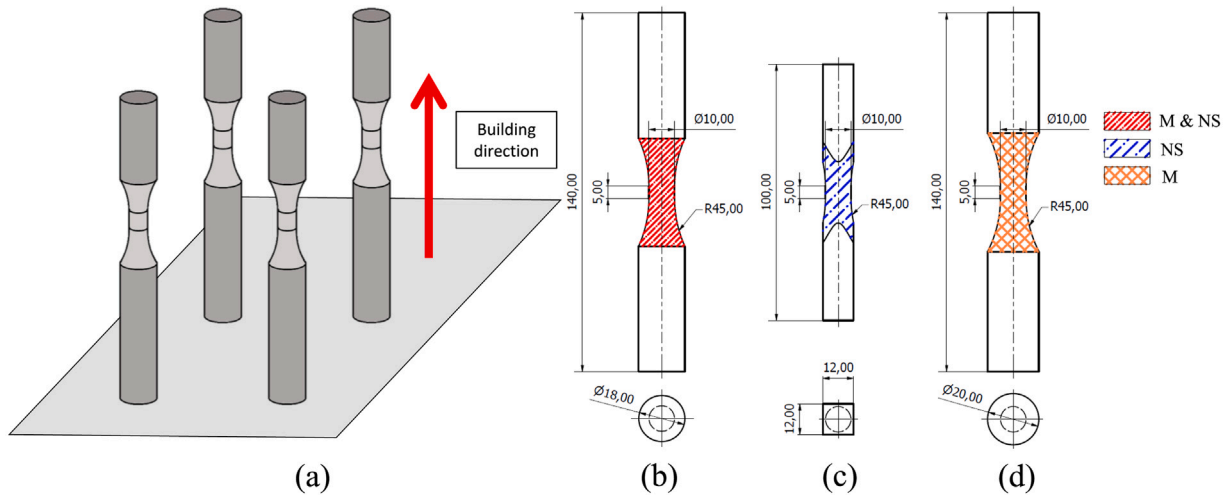 Building
direction
140,00
Ø10,00
5,00
R45,00
Ø18,00
100,00
Ø10,00
5,00
R45,00
12,00
12,00
140,00
Ø10,00
5,00
R45,00
Ø20,00
M & NS
NS
M
(a)
(b)
(c)
(d)